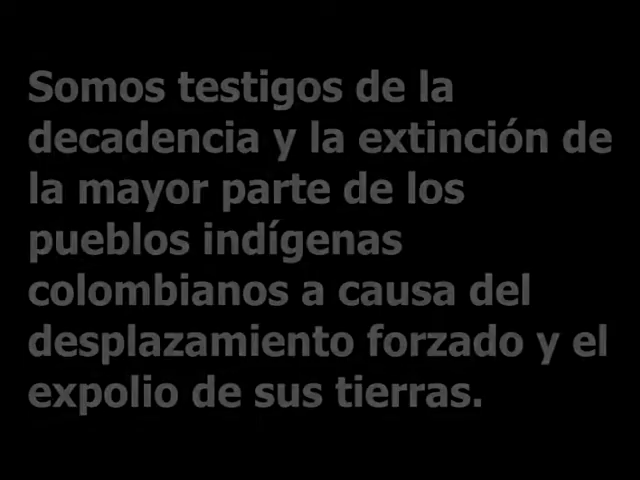 Somos testigos de la
decadencia y la extinción de
la mayor parte de los
pueblos indígenas
colombianos a causa del
desplazamiento forzado y el
expolio de sus tierras.